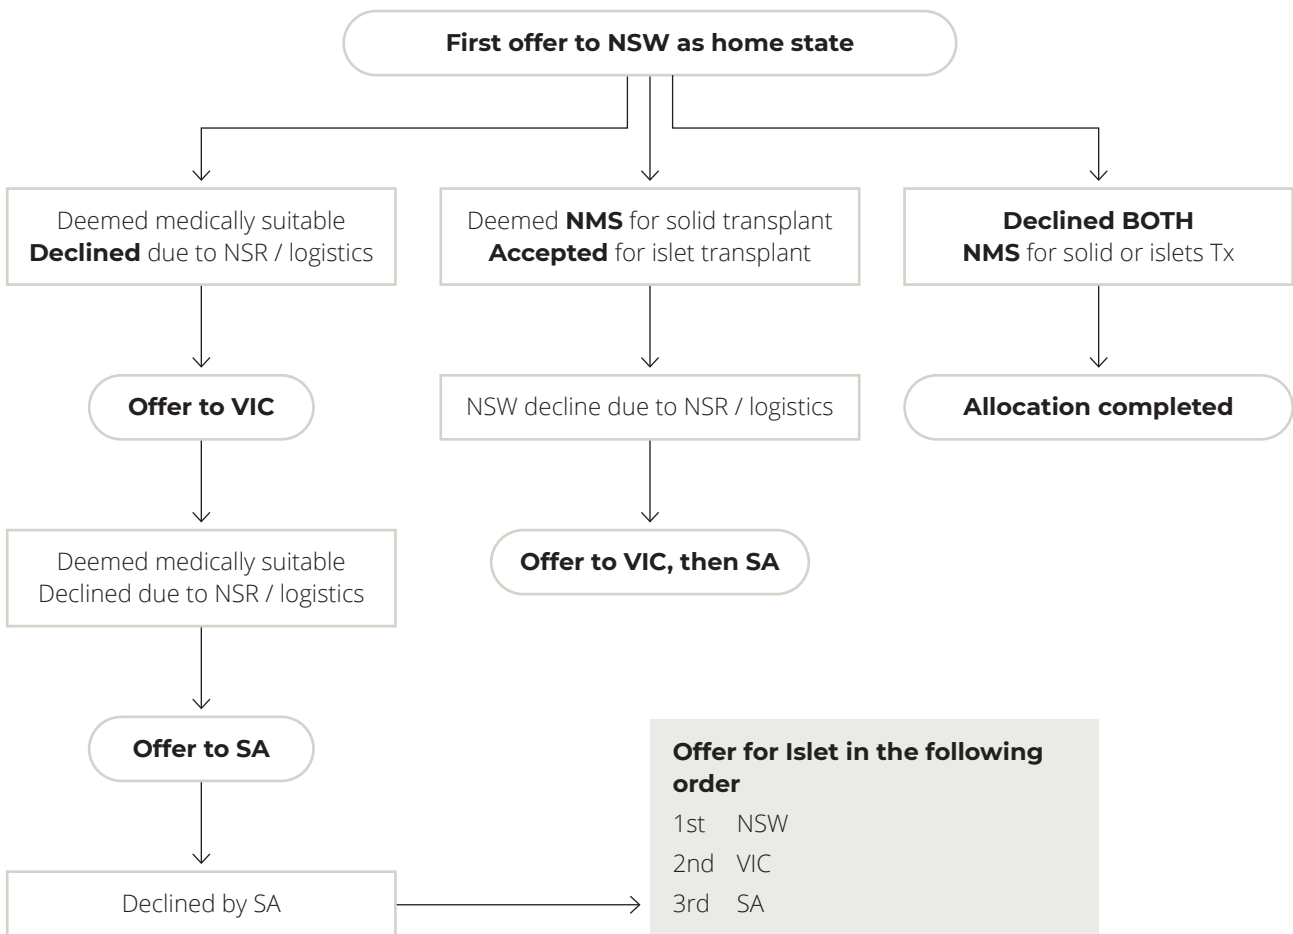 First offer to NSW as home state
Deemed medically suitable
Declined due to NSR / logistics
Deemed NMS for solid transplant
Accepted for islet transplant
Declined BOTH
NMS for solid or islets Tx
Offer to VIC
NSW decline due to NSR / logistics
Allocation completed
Deemed medically suitable
Declined due to NSR / logistics
Offer to VIC, then SA
Offer to SA
Offer for Islet in the following
order
1st NSW
2nd VIC
3rd SA
Declined by SA